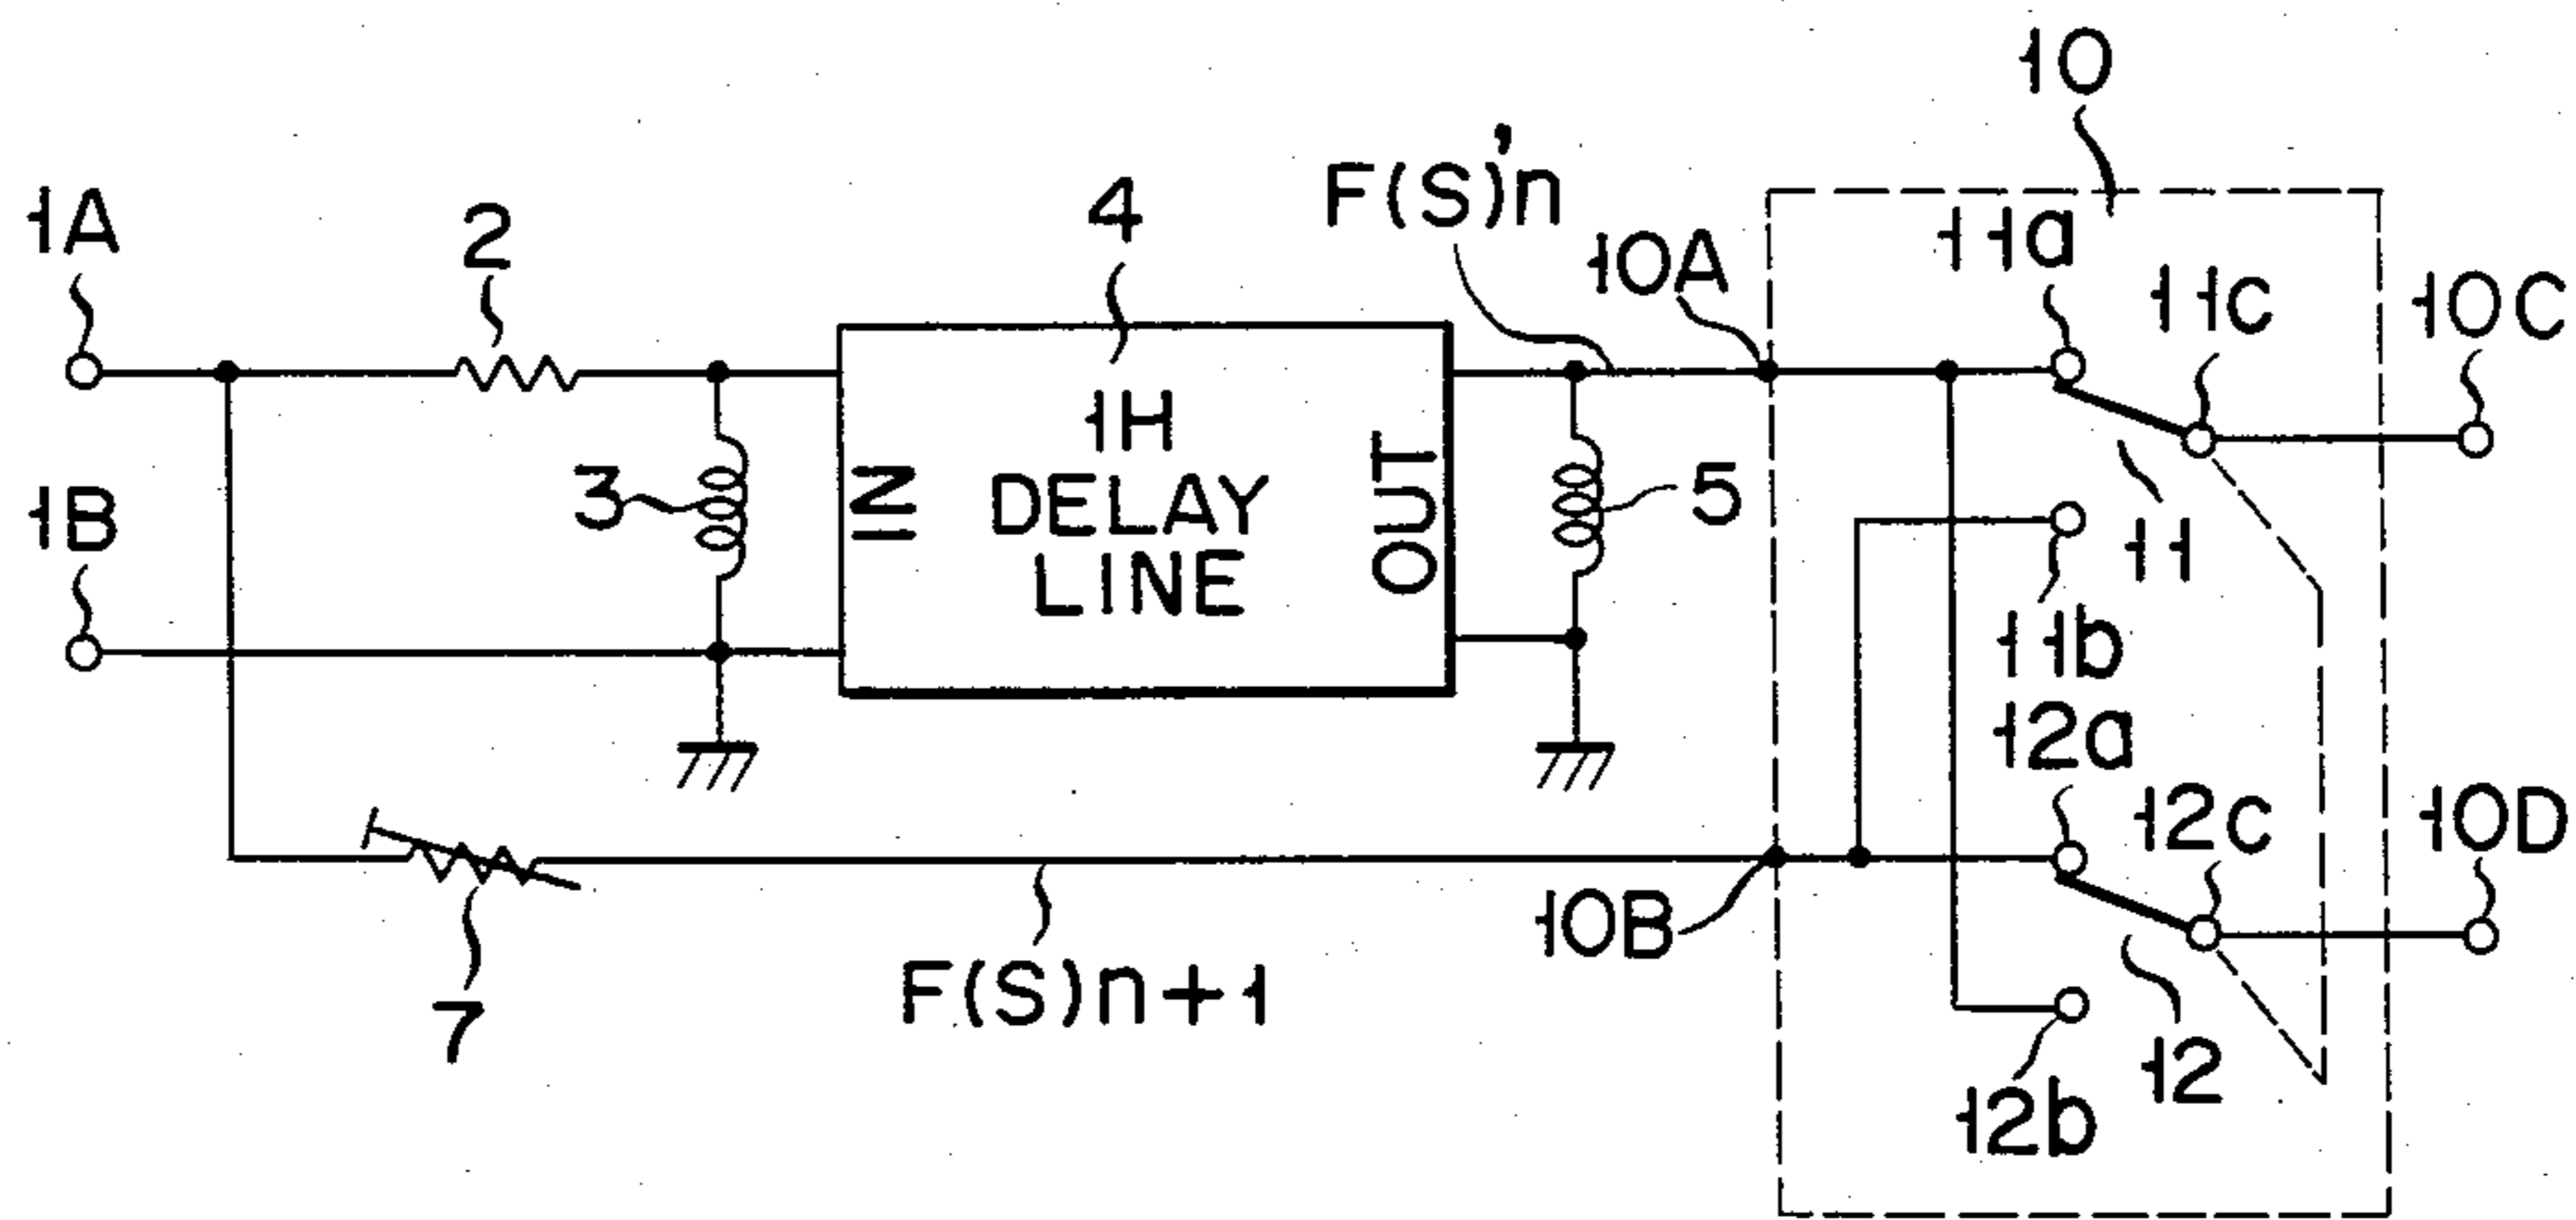 10
1A
2
4
F(S)'n
10A
11a
11c
10C
1B
3
IN
1H
DELAY
LINE
OUT
5
11
11b
12a
12c
10D
7
F(S)n+1
10B
12
12b